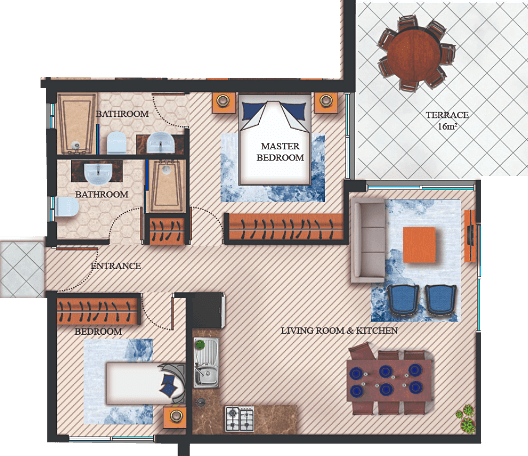 BATHROOM
MASTER
BEDROOM
TERRACE
16m²
BATHROOM
ENTRANCE
BEDROOM
LIVING ROOM & KITCHEN